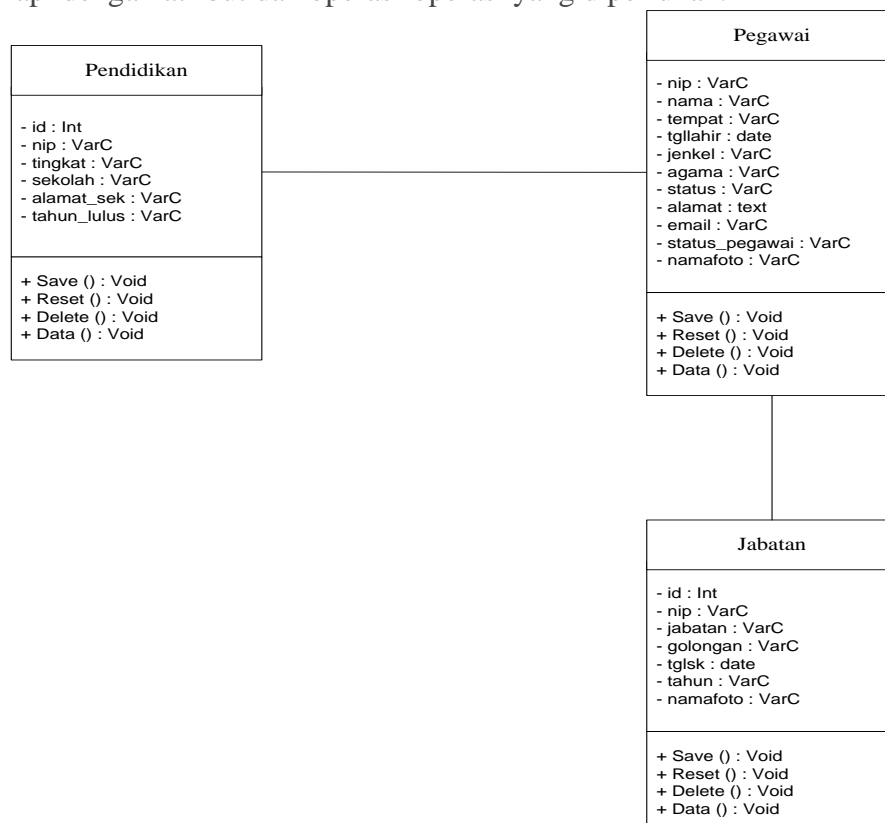 Pendidikan
- id : Int
- nip : VarC
- tingkat : VarC
- sekolah : VarC
- alamat_sek : VarC
- tahun_lulus : VarC
+ Save () : Void
+ Reset () : Void
+ Delete () : Void
+ Data () : Void
Pegawai
- nip : VarC
- nama : VarC
- tempat : VarC
- tgllahir : date
- jenkel : VarC
- agama : VarC
- status : VarC
- alamat : text
- email : VarC
- status_pegawai : VarC
- namafoto : VarC
+ Save () : Void
+ Reset () : Void
+ Delete () : Void
+ Data () : Void
Jabatan
- id : Int
- nip : VarC
- jabatan : VarC
- golongan : VarC
- tglsk : date
- tahun : VarC
- namafoto : VarC
+ Save () : Void
+ Reset () : Void
+ Delete () : Void
+ Data () : Void